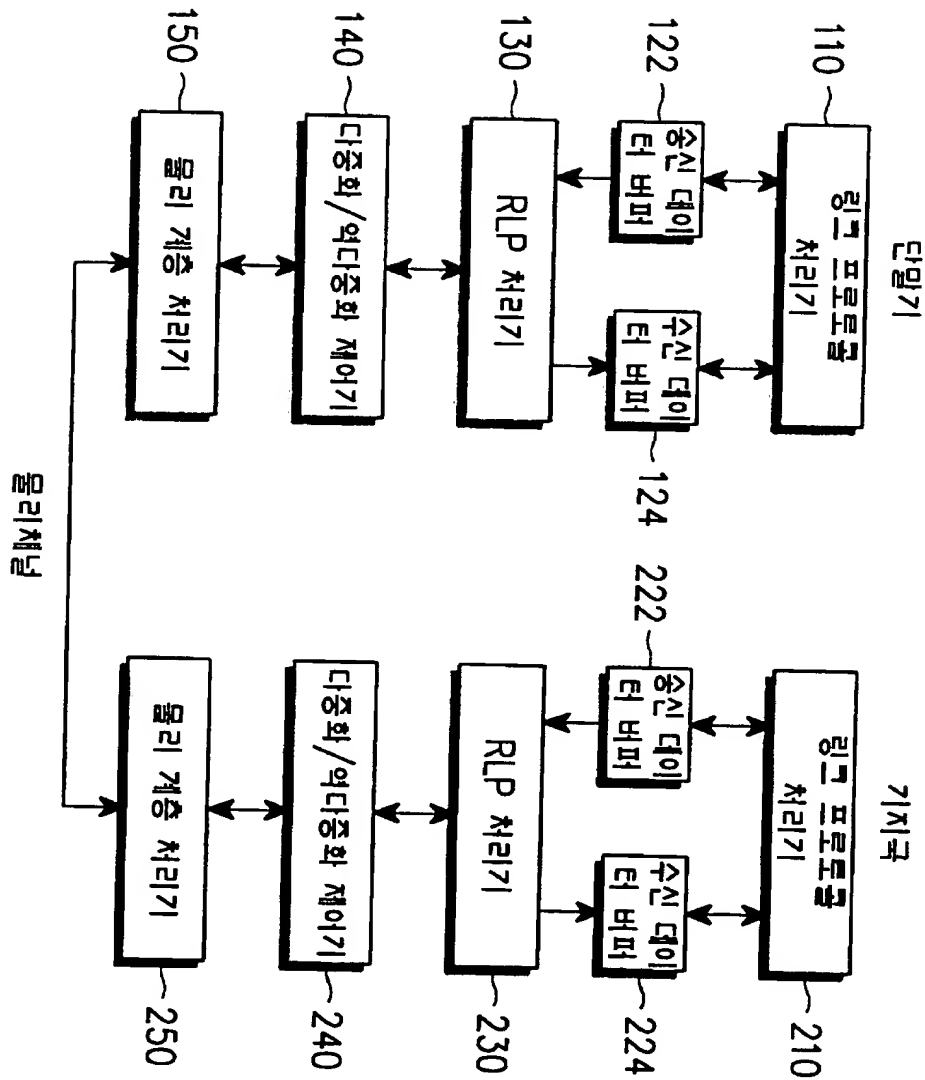 단말기
기지국
110
링크 프로토콜
처리기
링크 프로토콜
처리기
210
122
송신 데이
터 버퍼
수신 데이
터 버퍼
124
222
송신 데이
터 버퍼
수신 데이
터 버퍼
224
130
RLP 처리기
RLP 처리기
230
140
다중화/역다중화 제어기
다중화/역다중화 제어기
240
150
물리 계층 처리기
물리 계층 처리기
250
물리채널